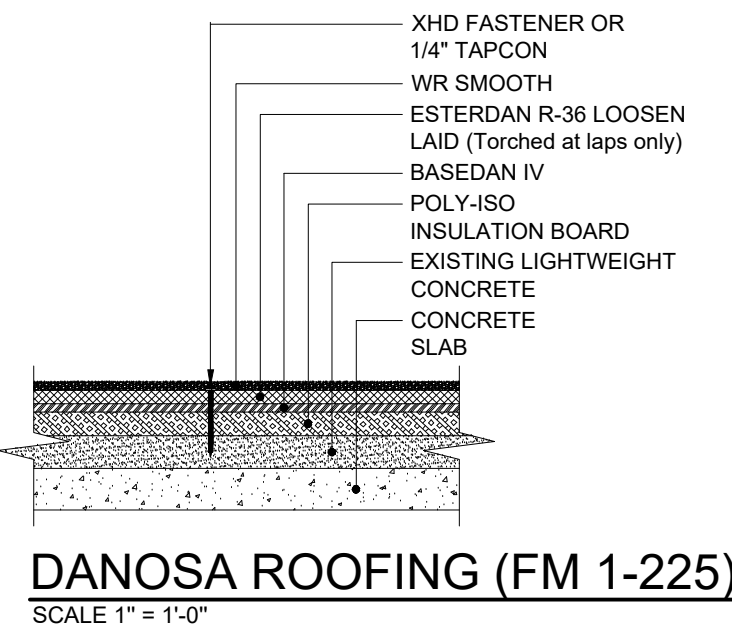 XHD FASTENER OR
1/4" TAPCON
WR SMOOTH
ESTERDAN R-36 LOOSEN
LAID (Torched at laps only)
BASEDAN IV
POLY-ISO
INSULATION BOARD
EXISTING LIGHTWEIGHT
CONCRETE
CONCRETE
SLAB
DANOSA ROOFING (FM 1-225)
SCALE 1" = 1'-0"